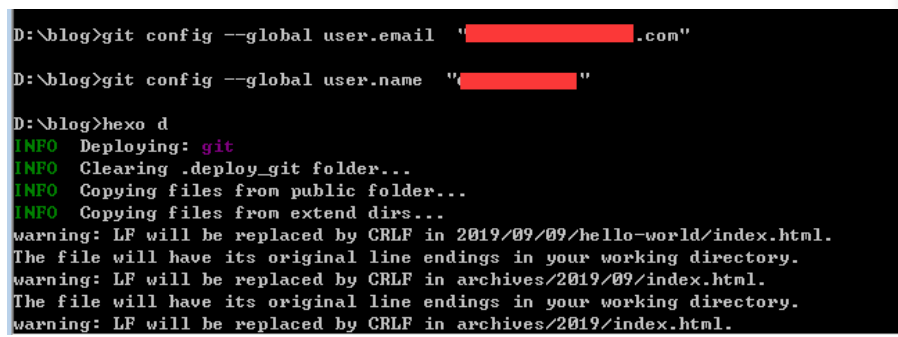 D:\blog>git config --global user.email " .com"
D:\blog>git config --global user.name " "
D:\blog>hexo d
INFO Deploying: git
INFO Clearing .deploy_git folder...
INFO Copying files from public folder...
INFO Copying files from extend dirs...
warning: LF will be replaced by CRLF in 2019/09/09/hello-world/index.html.
The file will have its original line endings in your working directory.
warning: LF will be replaced by CRLF in archives/2019/09/index.html.
The file will have its original line endings in your working directory.
warning: LF will be replaced by CRLF in archives/2019/index.html.